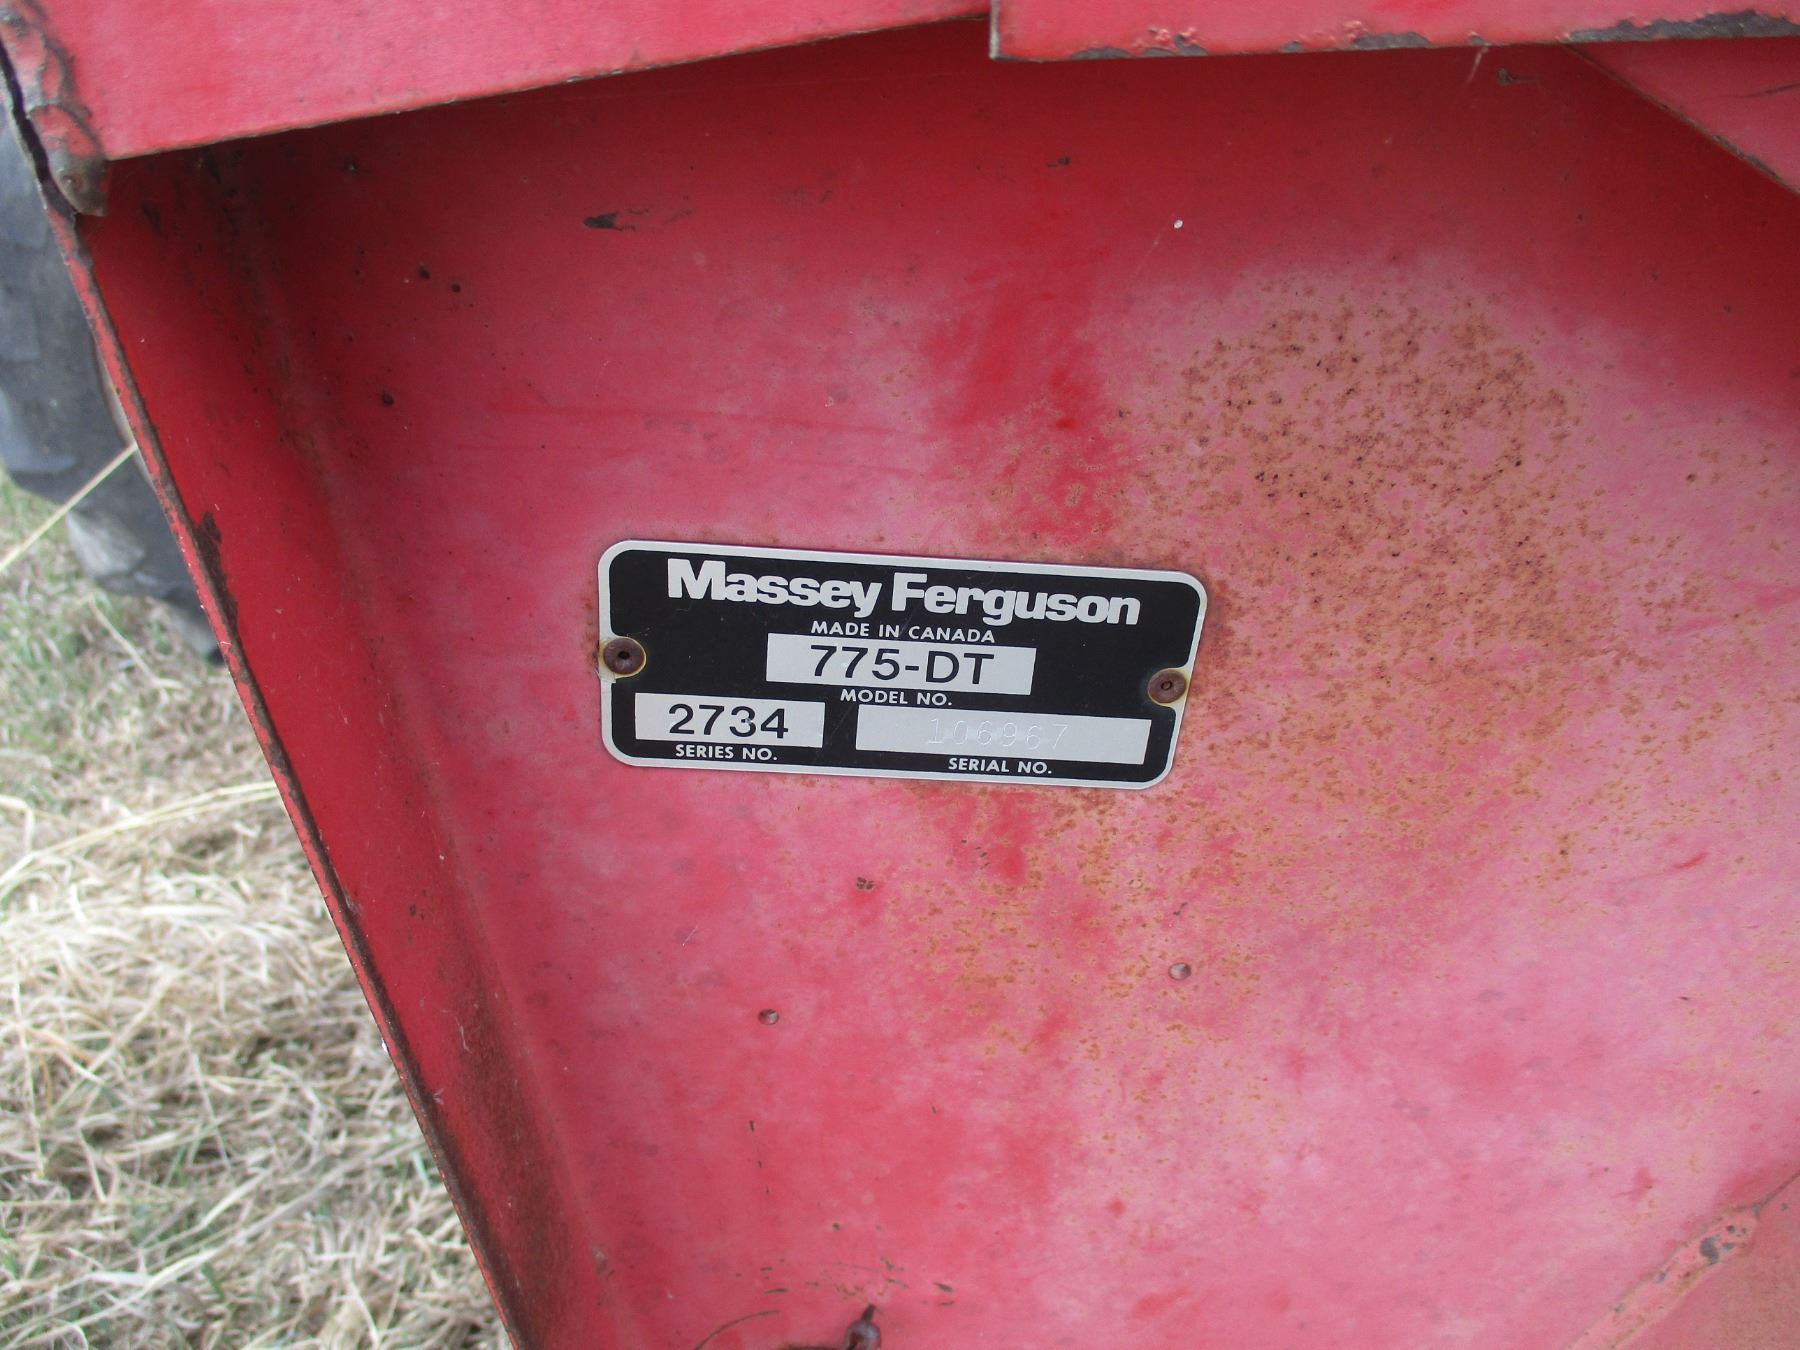 Massey Ferguson
MADE IN CANADA
775-DT
MODEL NO.
2734 106967
SERIES NO. SERIAL NO.